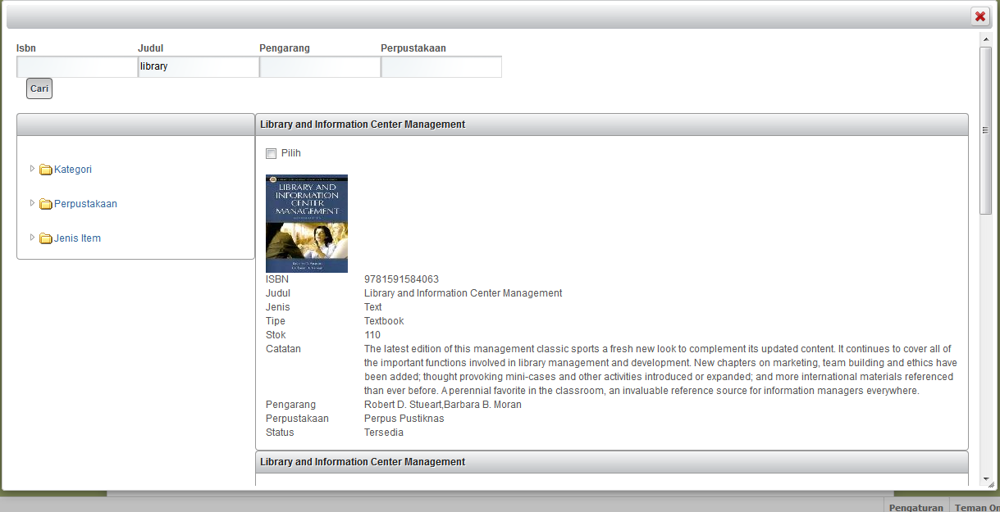 Isbn Judul Pengarang Perpustakaan
library
Cari
Library and Information Center Management
Kategori
Perpustakaan
Jenis Item
Pilih
LIBRARY AND
INFORMATION
CENTER
MANAGEMENT
ISBN 9781591584063
Judul Library and Information Center Management
Jenis Text
Tipe Textbook
Stok 110
Catatan The latest edition of this management classic sports a fresh new look to complement its updated content. It continues to cover all of
the important functions involved in library management and development. New chapters on marketing, team building and ethics have
been added; thought provoking mini-cases and other activities introduced or expanded; and more international materials referenced
than ever before. A perennial favorite in the classroom, an invaluable reference source for information managers everywhere.
Pengarang Robert D. Stueart,Barbara B. Moran
Perpustakaan Perpus Pustiknas
Status Tersedia
Library and Information Center Management
Pengaturan Teman On